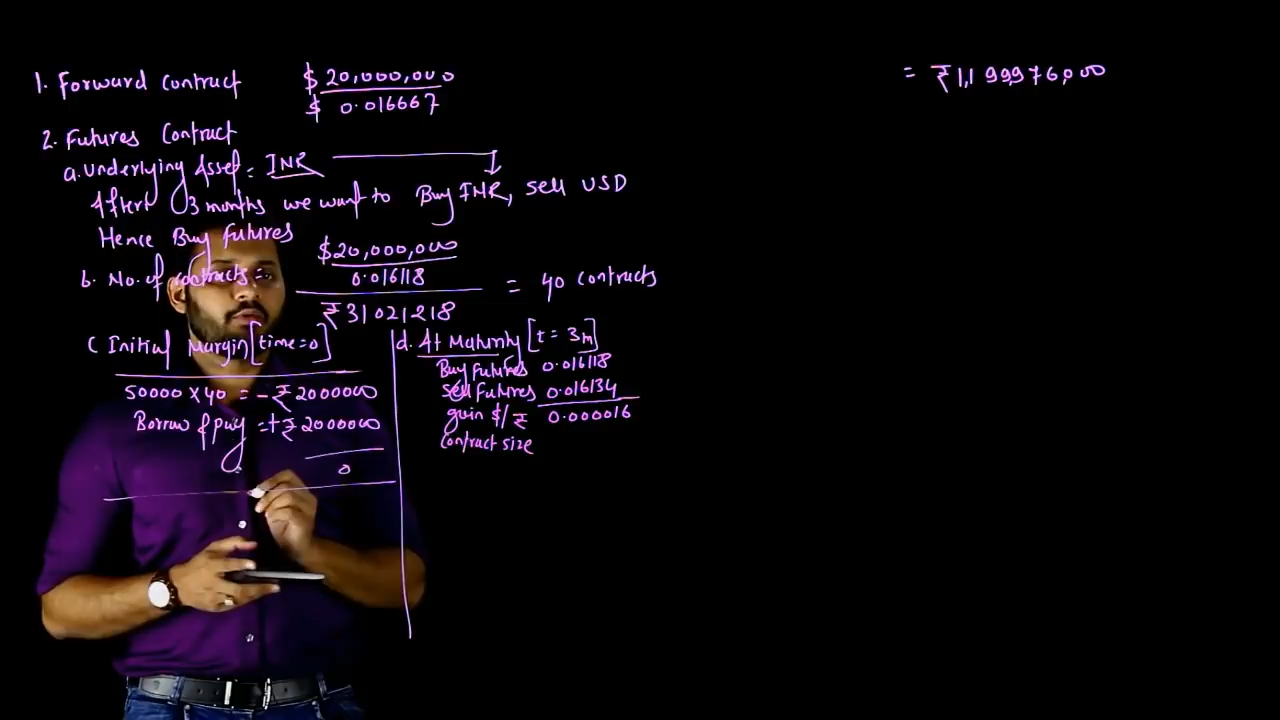 1. Forward Contract $ 20,000,000 = ₹1,199,976,000
$ 0.016667
2. Futures Contract
a. Underlying Asset = INR
After 3 months we want to Buy INR, Sell USD
Hence Buy Futures
b. No. of contracts = $20,000,000
0.016118 = 40 contracts
₹31021218
c Initial Margin [time=0]
50000 x 40 = -₹2000000
Borrow & pay = +₹2000000
0
d. At Maturity [t = 3m]
Buy Futures 0.016118
Sell Futures 0.016134
gain $/₹ 0.000016
Contract size